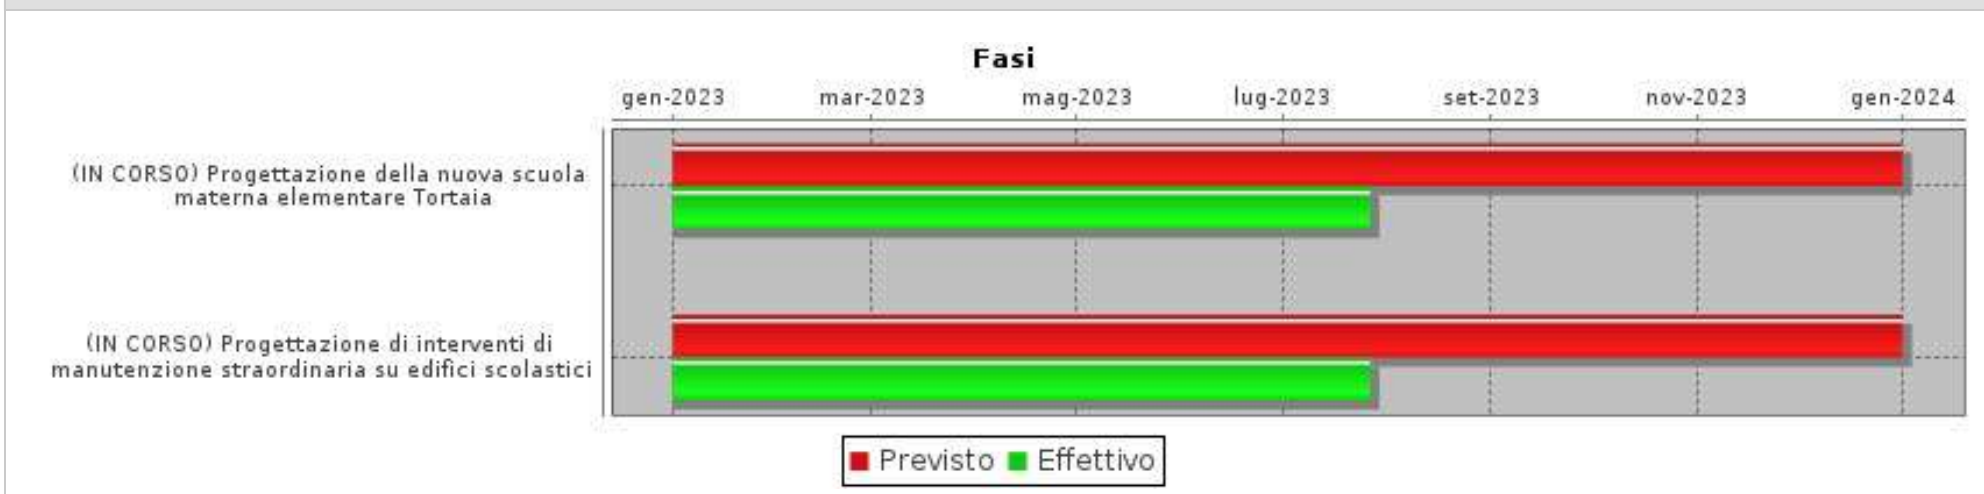 Fasi
gen-2023 mar-2023 mag-2023 lug-2023 set-2023 nov-2023 gen-2024
(IN CORSO) Progettazione della nuova scuola
materna elementare Tortaia
(IN CORSO) Progettazione di interventi di
manutenzione straordinaria su edifici scolastici
Previsto Effettivo